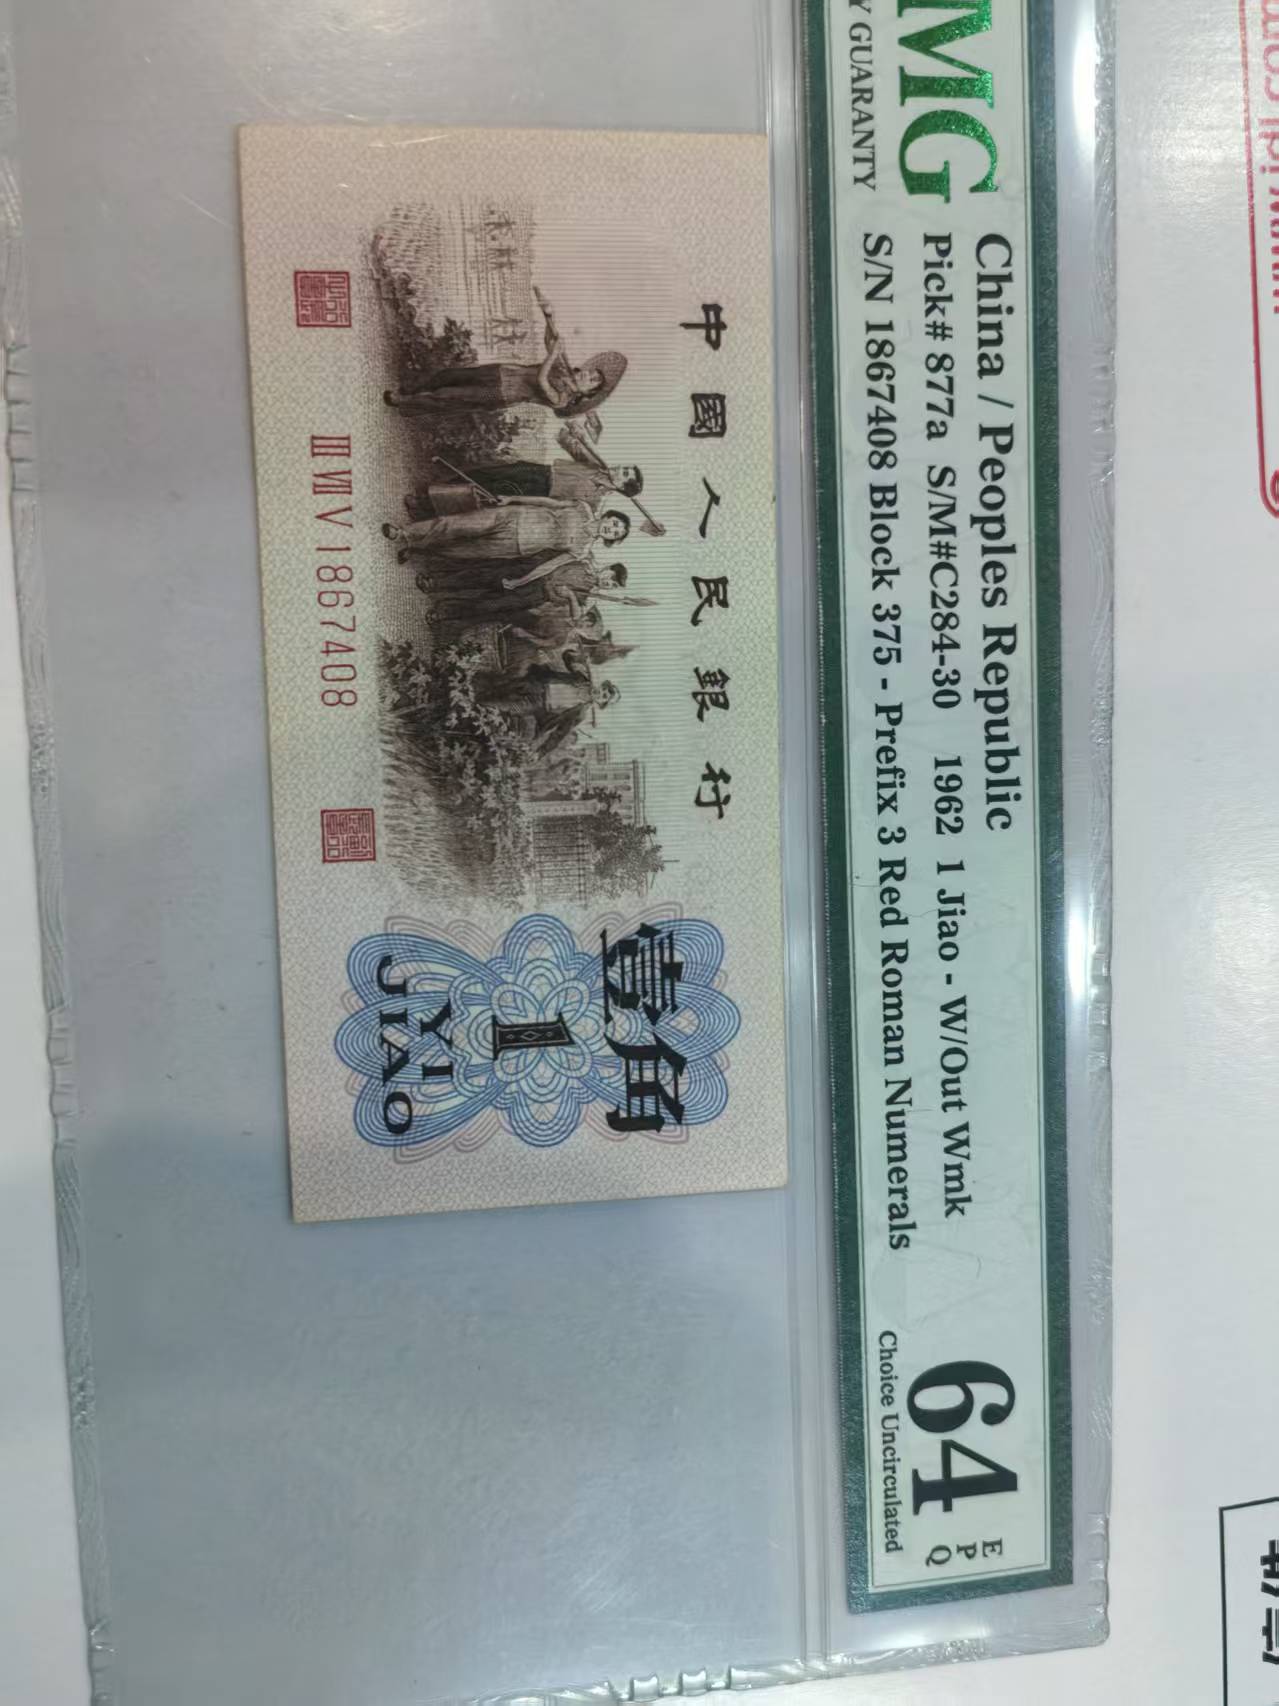 MG
Y GUARANTY
China / Peoples Republic
Pick# 877a S/M#C284-30 1962 1 Jiao - W/Out Wmk
S/N 1867408 Block 375 - Prefix 3 Red Roman Numerals
64
EPQ
Choice Uncirculated
中國人民銀行
壹角
1
YI
JIAO
III VII V 1867408